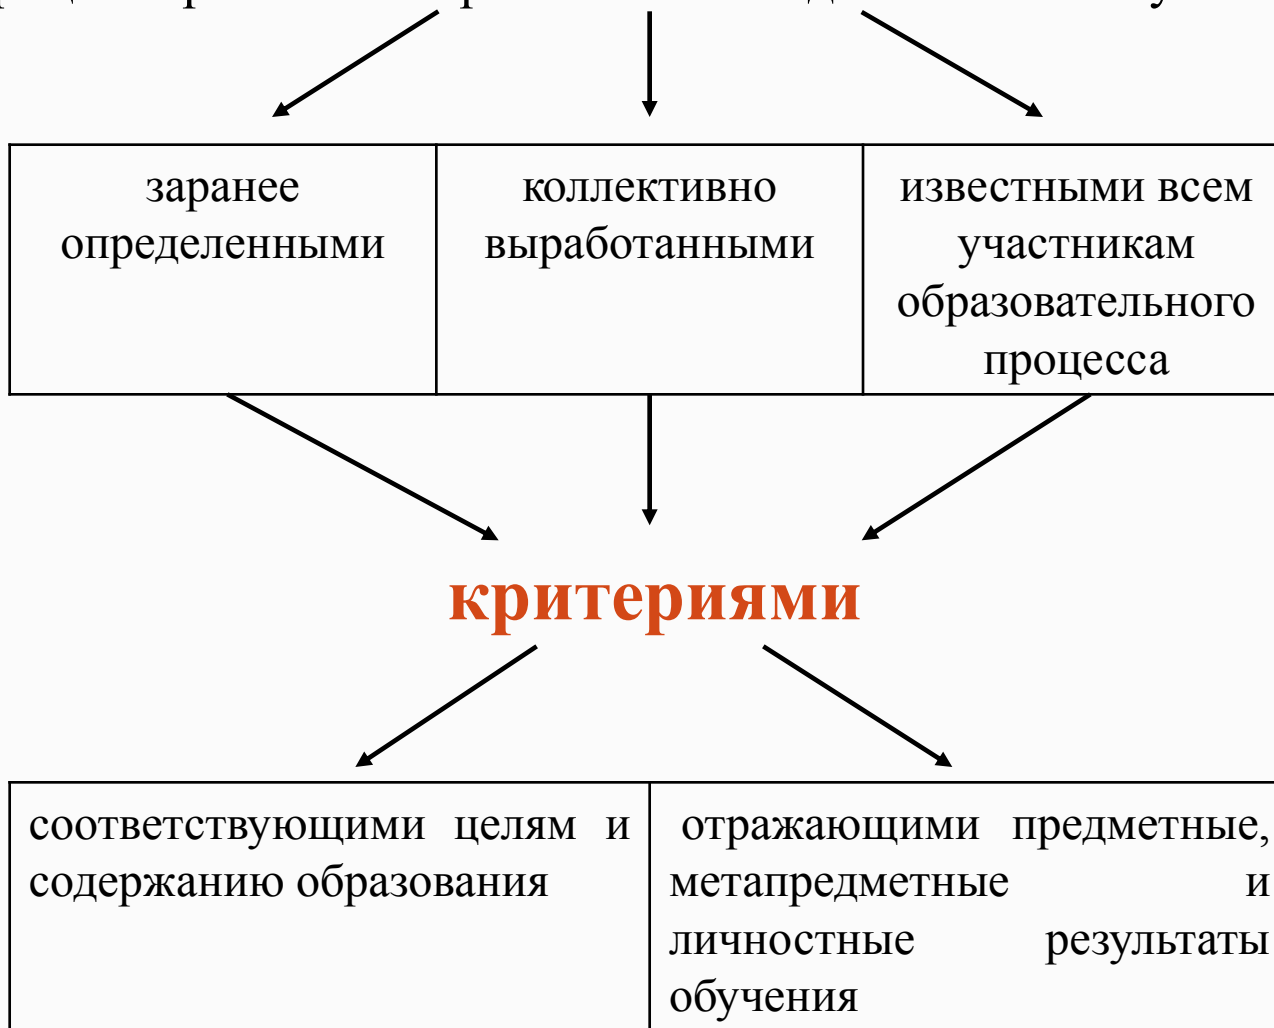 заранее
определенными
коллективно
выработанными
известными всем
участникам
образовательного
процесса
критериями
соответствующими целям и
содержанию образования
отражающими предметные,
метапредметные и
личностные результаты
обучения